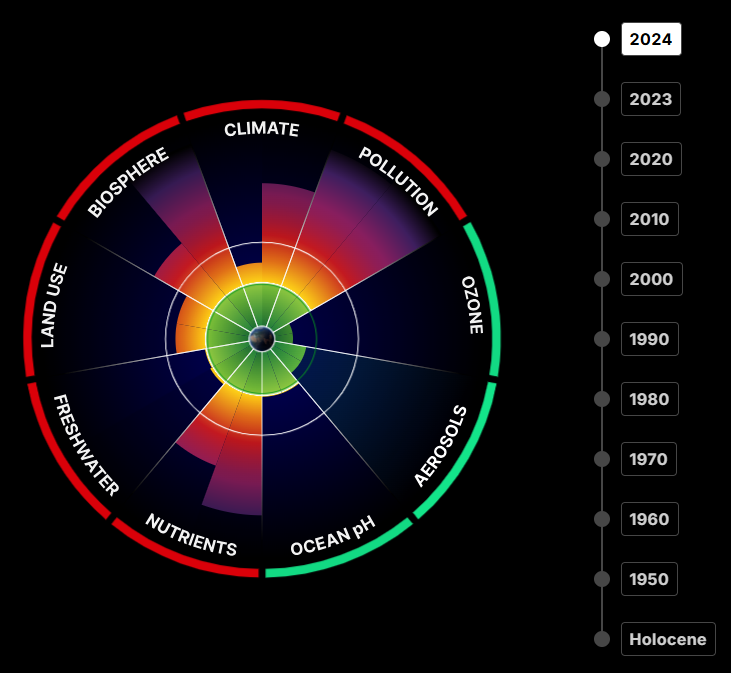 CLIMATE
POLLUTION
OZONE
AEROSOLS
OCEAN pH
NUTRIENTS
FRESHWATER
LAND USE
BIOSPHERE
2024
2023
2020
2010
2000
1990
1980
1970
1960
1950
Holocene